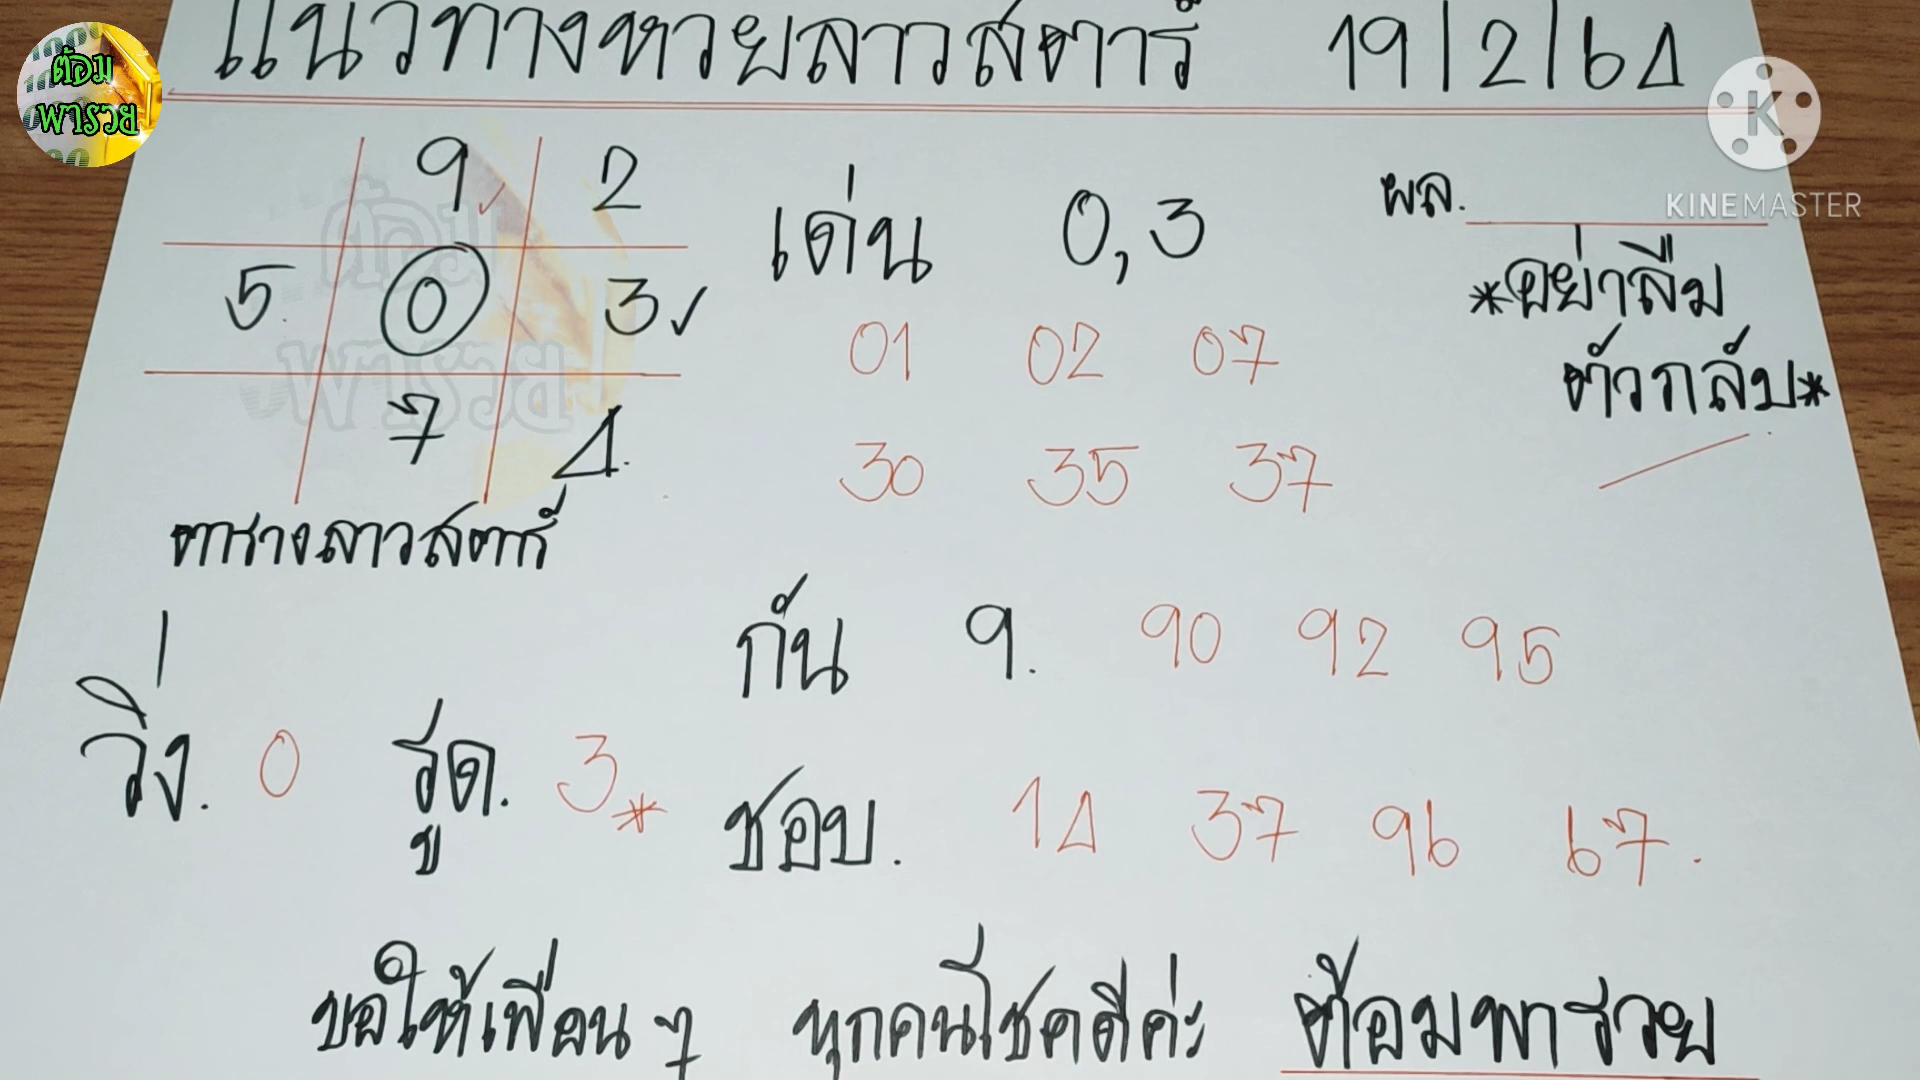 แนวทางหวยลาวสตาร์ 19/2/64
ต้อม
พารวย
KINEMASTER
9 2
5 0 3
7 4
ตารางลาวสตาร์
เด่น 0,3
01 02 07
30 35 37
ผล.
*อย่าลืม
ตัวกลับ*
กัน 9. 90 92 95
วิ่ง. 0 รูด. 3*
ชอบ. 14 37 96 67.
ขอให้เพื่อน ๆ ทุกคนโชคดีค่ะ ต้อมพารวย